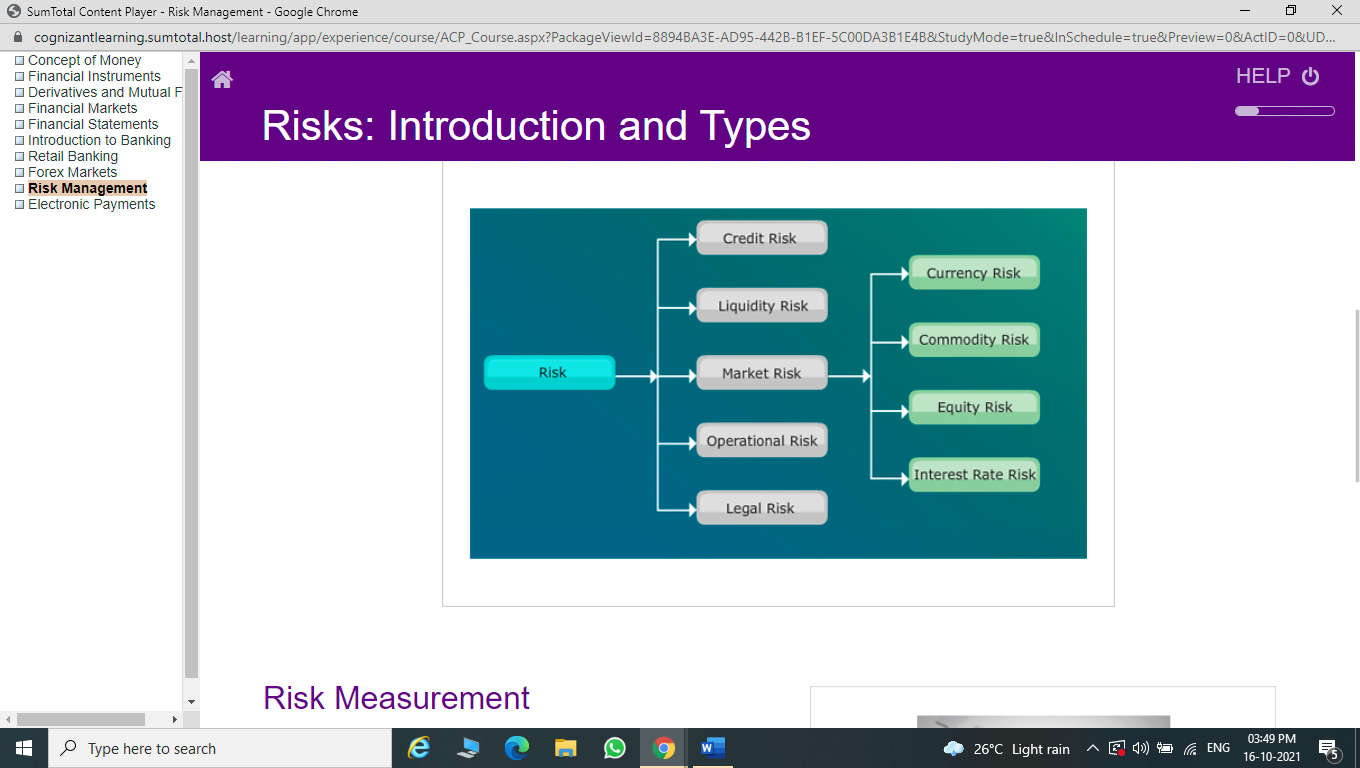 SumTotal Content Player - Risk Management - Google Chrome
cognizantlearning.sumtotal.host/learning/app/experience/course/ACP_Course.aspx?PackageViewId=8894BA3E-AD95-442B-B1EF-5C00DA3B1E4B&StudyMode=true&InSchedule=true&Preview=0&ActID=0&UD...
Concept of Money
Financial Instruments
Derivatives and Mutual F
Financial Markets
Financial Statements
Introduction to Banking
Retail Banking
Forex Markets
Risk Management
Electronic Payments
HELP
Risks: Introduction and Types
Credit Risk
Liquidity Risk
Risk
Market Risk
Operational Risk
Legal Risk
Currency Risk
Commodity Risk
Equity Risk
Interest Rate Risk
Risk Measurement
Type here to search
26°C Light rain
ENG
03:49 PM
16-10-2021
5